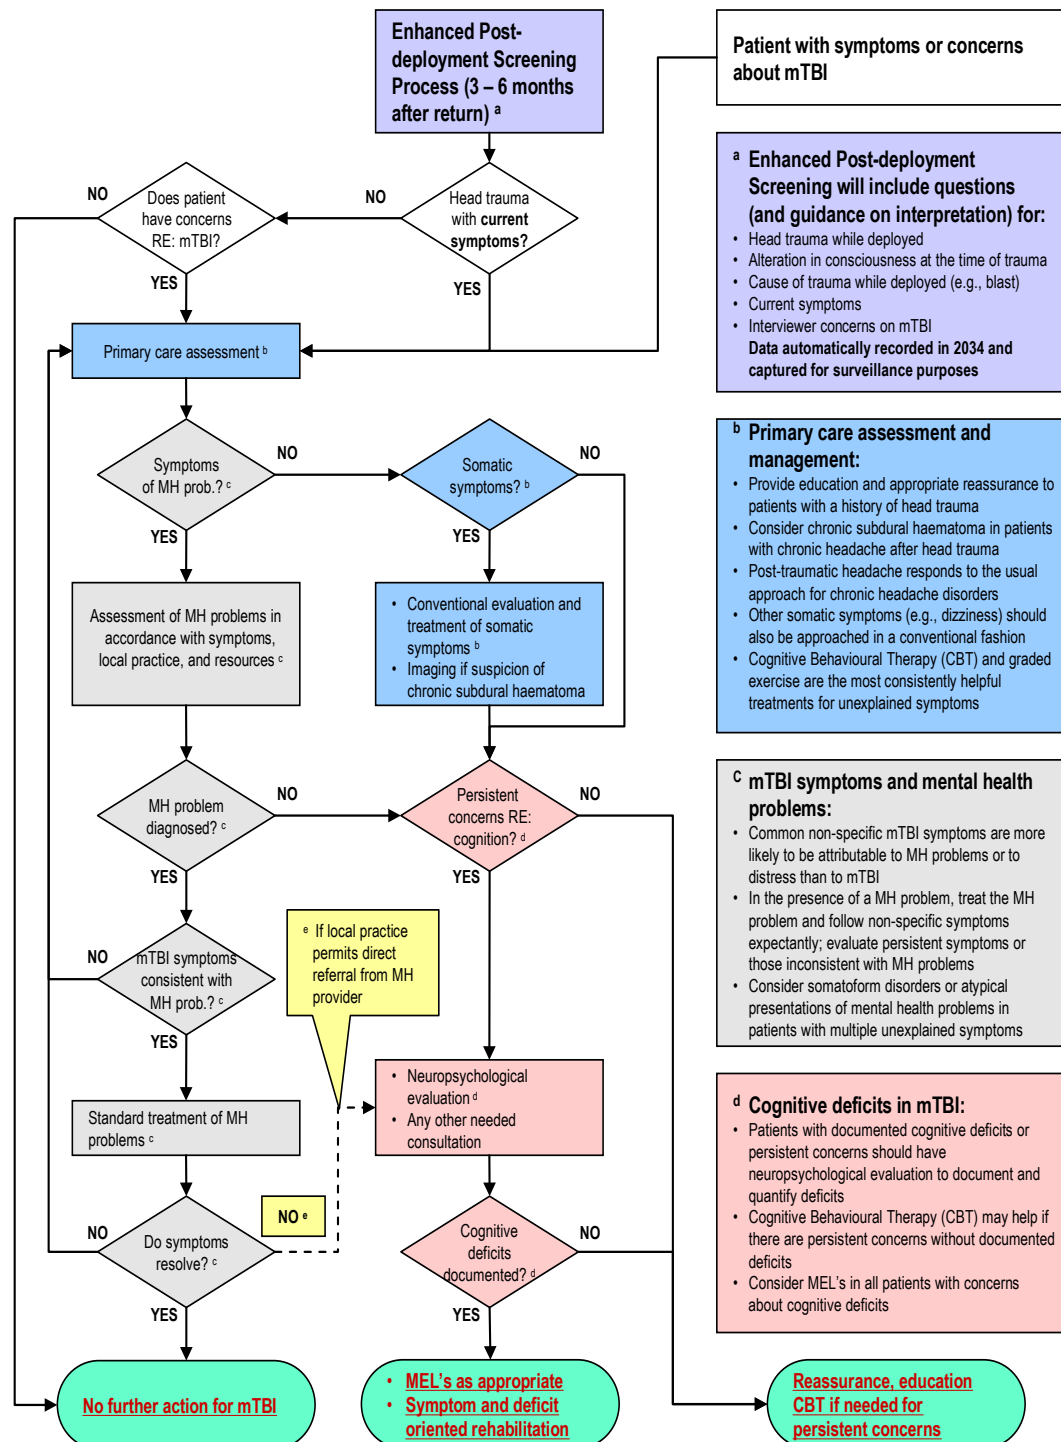 Enhanced Post-
deployment Screening
Process (3 – 6 months
after return) a
Patient with symptoms or concerns
about mTBI
NO
Does patient
have concerns
RE: mTBI?
YES
NO
Head trauma
with current
symptoms?
YES
Primary care assessment b
Symptoms
of MH prob.? c
NO
YES
Somatic
symptoms? b
NO
YES
Assessment of MH problems in
accordance with symptoms,
local practice, and resources c
• Conventional evaluation and
treatment of somatic
symptoms b
• Imaging if suspicion of
chronic subdural haematoma
MH problem
diagnosed? c
NO
YES
Persistent
concerns RE:
cognition? d
NO
YES
NO
mTBI symptoms
consistent with
MH prob.? c
YES
e If local practice
permits direct
referral from MH
provider
Standard treatment of MH
problems c
• Neuropsychological
evaluation d
• Any other needed
consultation
NO
Do symptoms
resolve? c
YES
NO e
Cognitive
deficits
documented? d
NO
YES
No further action for mTBI
• MEL's as appropriate
• Symptom and deficit
oriented rehabilitation
Reassurance, education
CBT if needed for
persistent concerns
a Enhanced Post-deployment
Screening will include questions
(and guidance on interpretation) for:
• Head trauma while deployed
• Alteration in consciousness at the time of trauma
• Cause of trauma while deployed (e.g., blast)
• Current symptoms
• Interviewer concerns on mTBI
Data automatically recorded in 2034 and
captured for surveillance purposes
b Primary care assessment and
management:
• Provide education and appropriate reassurance to
patients with a history of head trauma
• Consider chronic subdural haematoma in patients
with chronic headache after head trauma
• Post-traumatic headache responds to the usual
approach for chronic headache disorders
• Other somatic symptoms (e.g., dizziness) should
also be approached in a conventional fashion
• Cognitive Behavioural Therapy (CBT) and graded
exercise are the most consistently helpful
treatments for unexplained symptoms
C mTBI symptoms and mental health
problems:
• Common non-specific mTBI symptoms are more
likely to be attributable to MH problems or to
distress than to mTBI
• In the presence of a MH problem, treat the MH
problem and follow non-specific symptoms
expectantly; evaluate persistent symptoms or
those inconsistent with MH problems
• Consider somatoform disorders or atypical
presentations of mental health problems in
patients with multiple unexplained symptoms
d Cognitive deficits in mTBI:
• Patients with documented cognitive deficits or
persistent concerns should have
neuropsychological evaluation to document and
quantify deficits
• Cognitive Behavioural Therapy (CBT) may help if
there are persistent concerns without documented
deficits
• Consider MEL's in all patients with concerns
about cognitive deficits